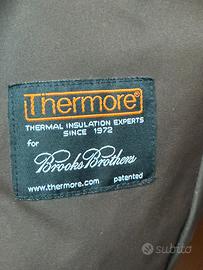 Thermore®
THERMAL INSULATION EXPERTS
SINCE 1972
for
Brooks Brothers
www.thermore.com patented
subito